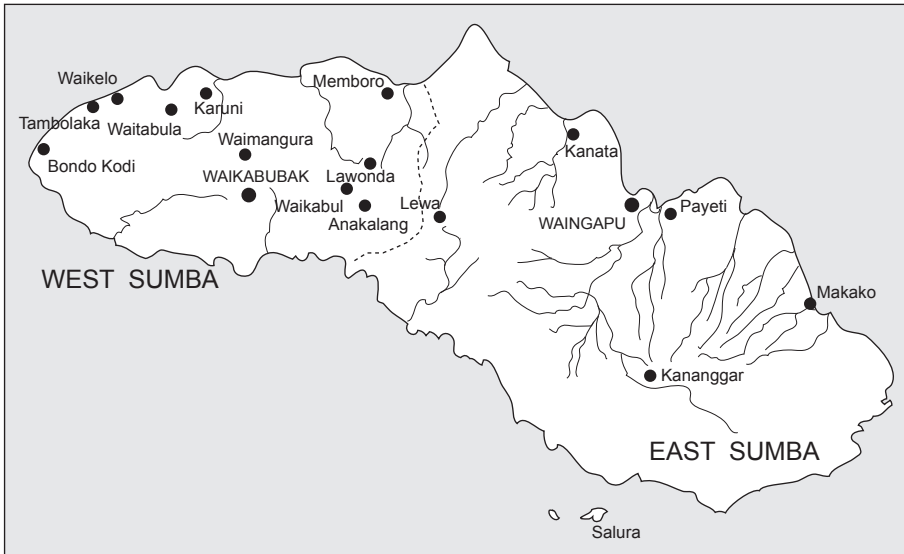 Waikelo
Memboro
Tambolaka
Waitabula
Karuni
Waimangura
Kanata
Bondo Kodi
WAIKABUBAK
Lawonda
Waikabul
Anakalang
Lewa
WAINGAPU
Payeti
WEST SUMBA
Makako
Kananggar
EAST SUMBA
Salura